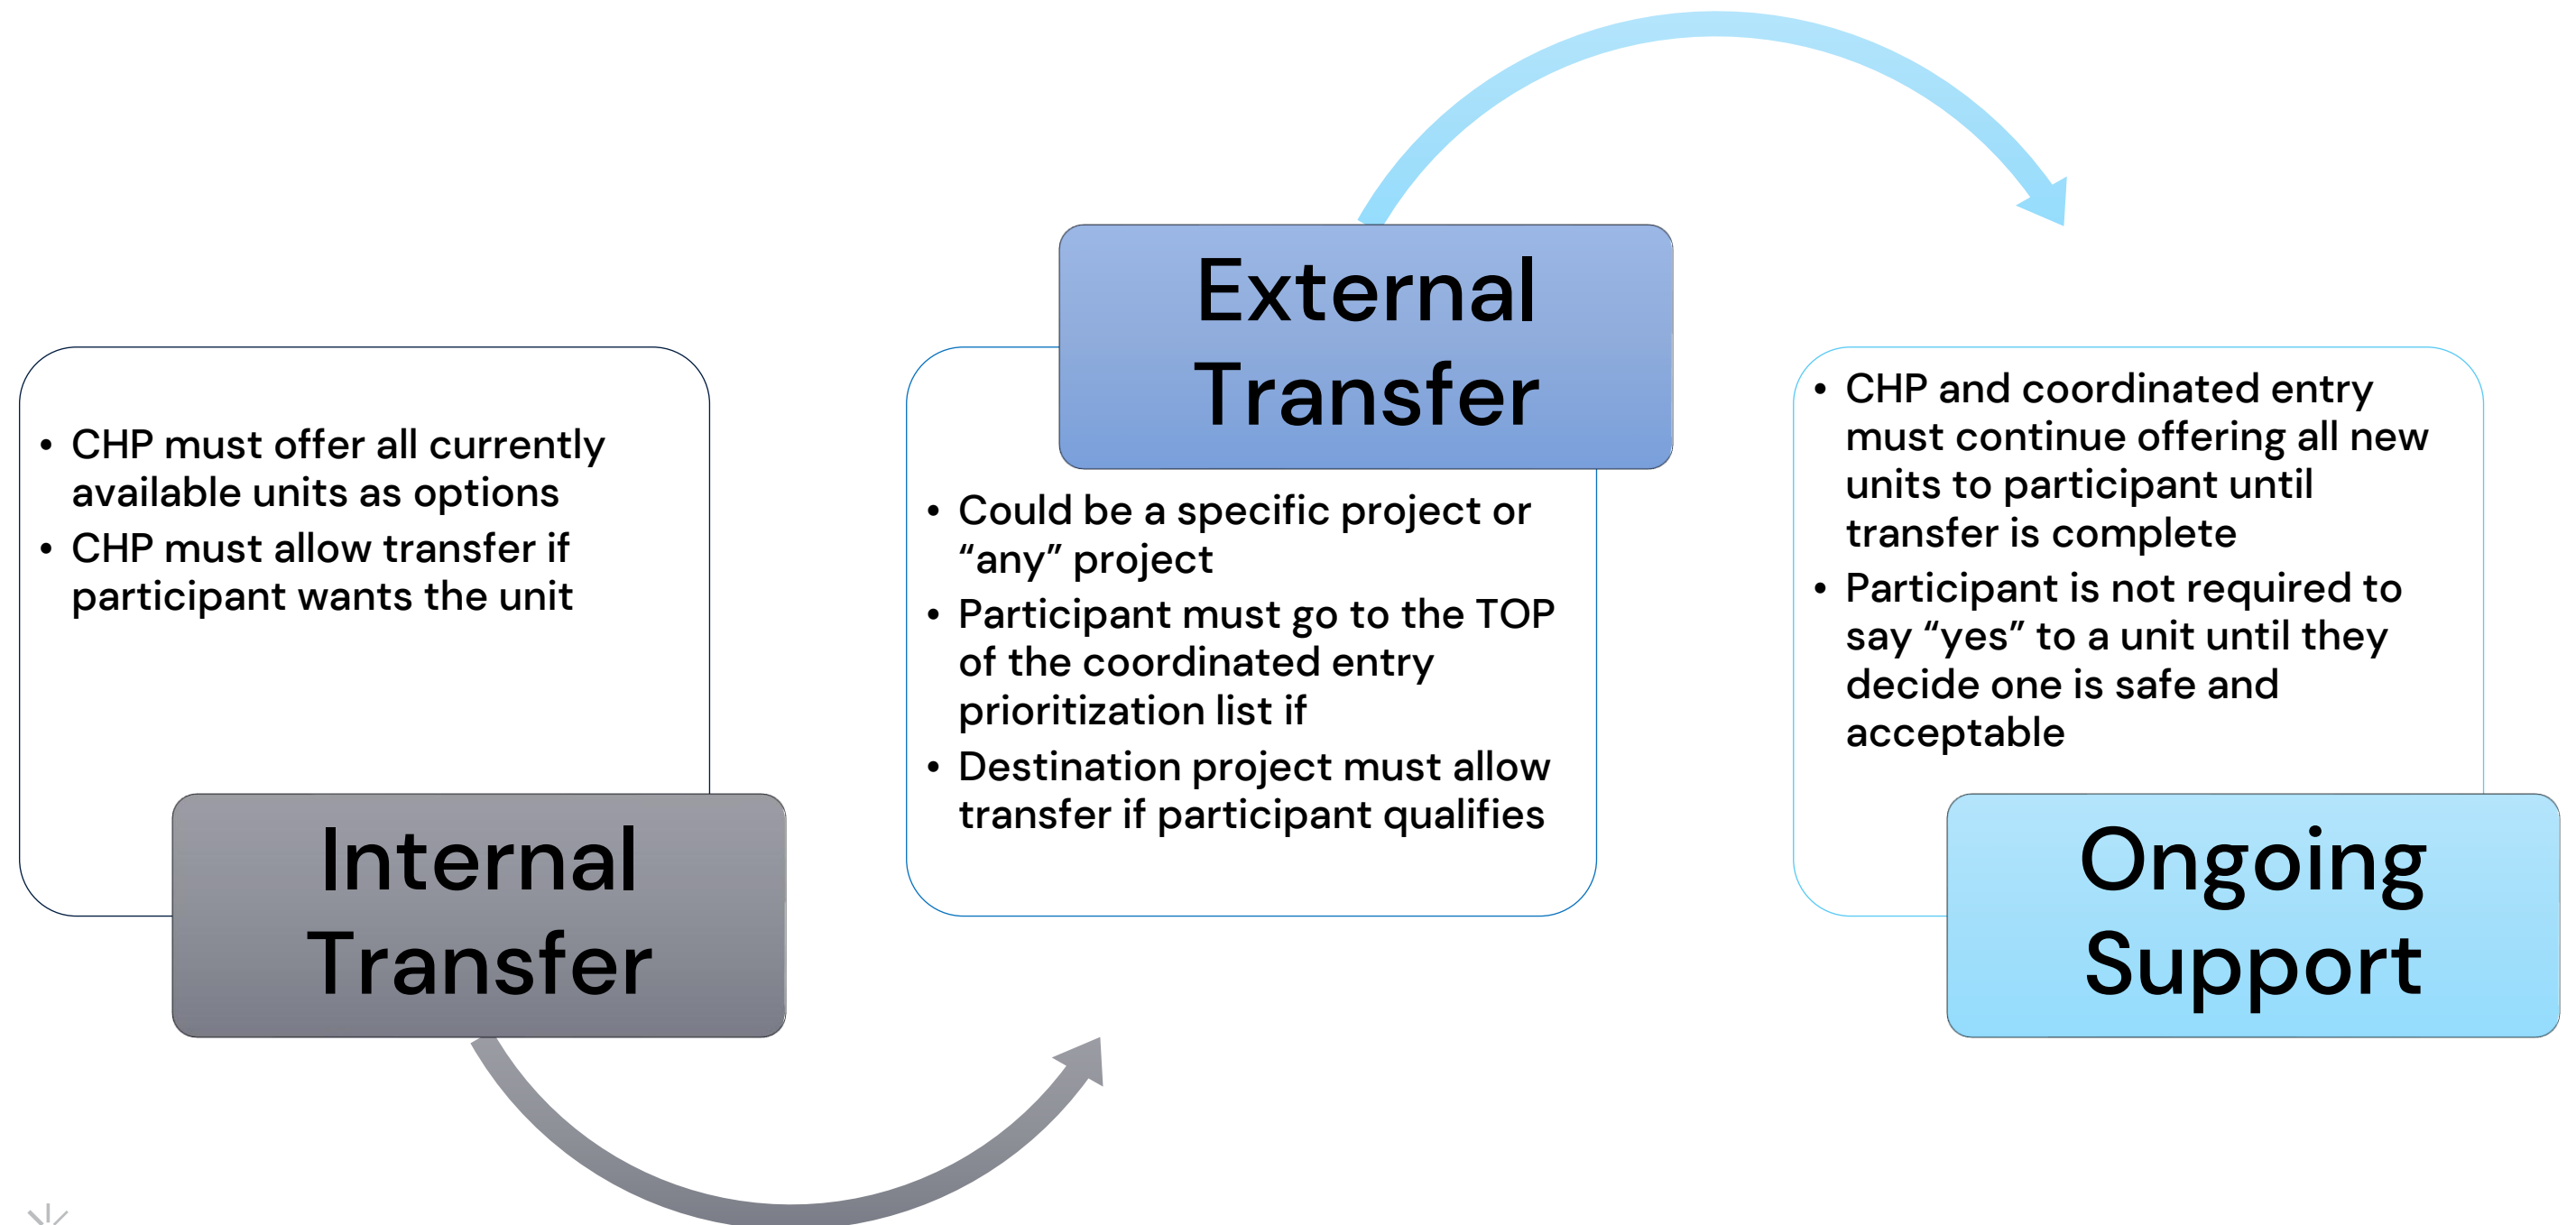 • CHP must offer all currently
available units as options
• CHP must allow transfer if
participant wants the unit
Internal
Transfer
External
Transfer
• Could be a specific project or
“any” project
• Participant must go to the TOP
of the coordinated entry
prioritization list if
• Destination project must allow
transfer if participant qualifies
• CHP and coordinated entry
must continue offering all new
units to participant until
transfer is complete
• Participant is not required to
say “yes” to a unit until they
decide one is safe and
acceptable
Ongoing
Support